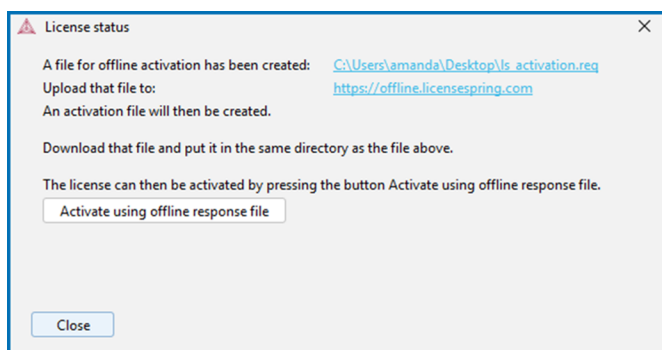 License status
A file for offline activation has been created: C:\Users\amanda\Desktop\ls_activation.req
Upload that file to: https://offline.licensespring.com
An activation file will then be created.
Download that file and put it in the same directory as the file above.
The license can then be activated by pressing the button Activate using offline response file.
Activate using offline response file
Close